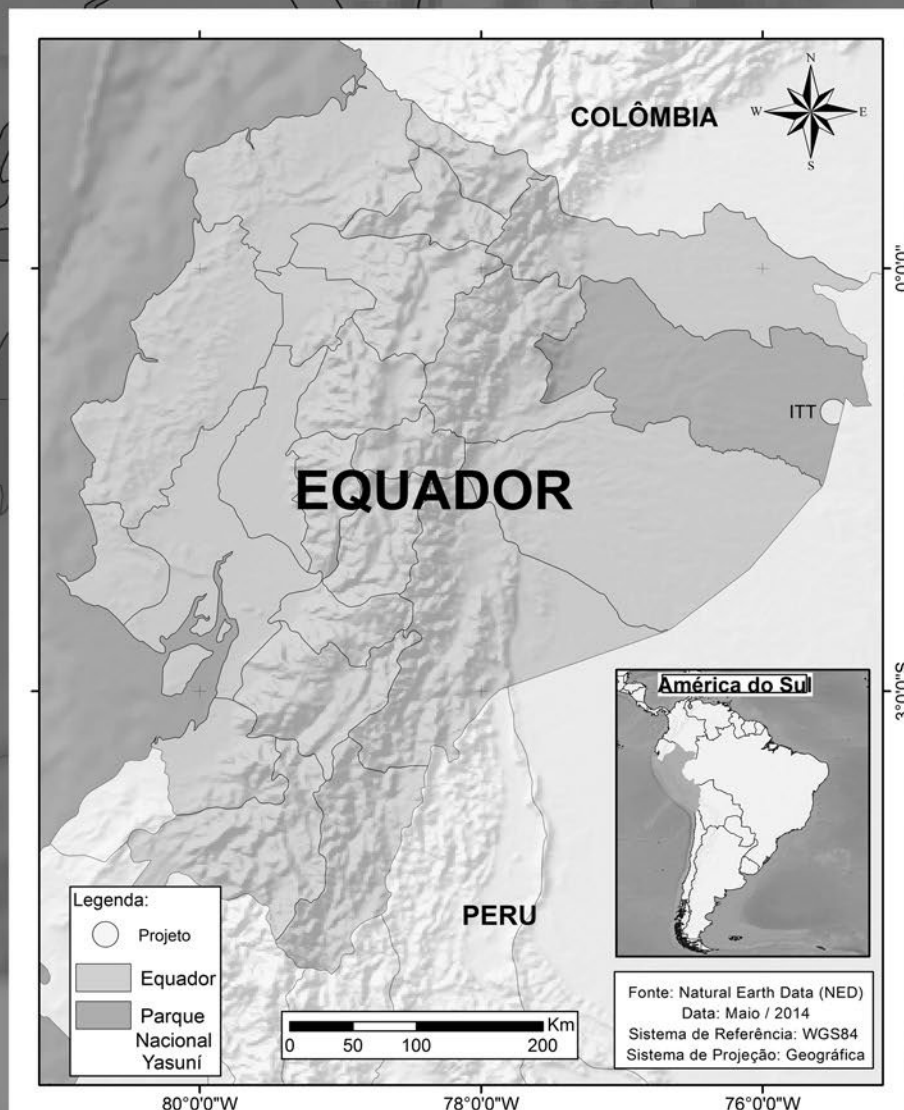 COLÔMBIA
N
W
E
S
0°0'0"
ITT
EQUADOR
América do Sul
3°0'0"S
PERU
Legenda:
Projeto
Equador
Parque
Nacional
Yasuní
Km
0 50 100 200
Fonte: Natural Earth Data (NED)
Data: Maio / 2014
Sistema de Referência: WGS84
Sistema de Projeção: Geográfica
80°0'0"W 78°0'0"W 76°0'0"W